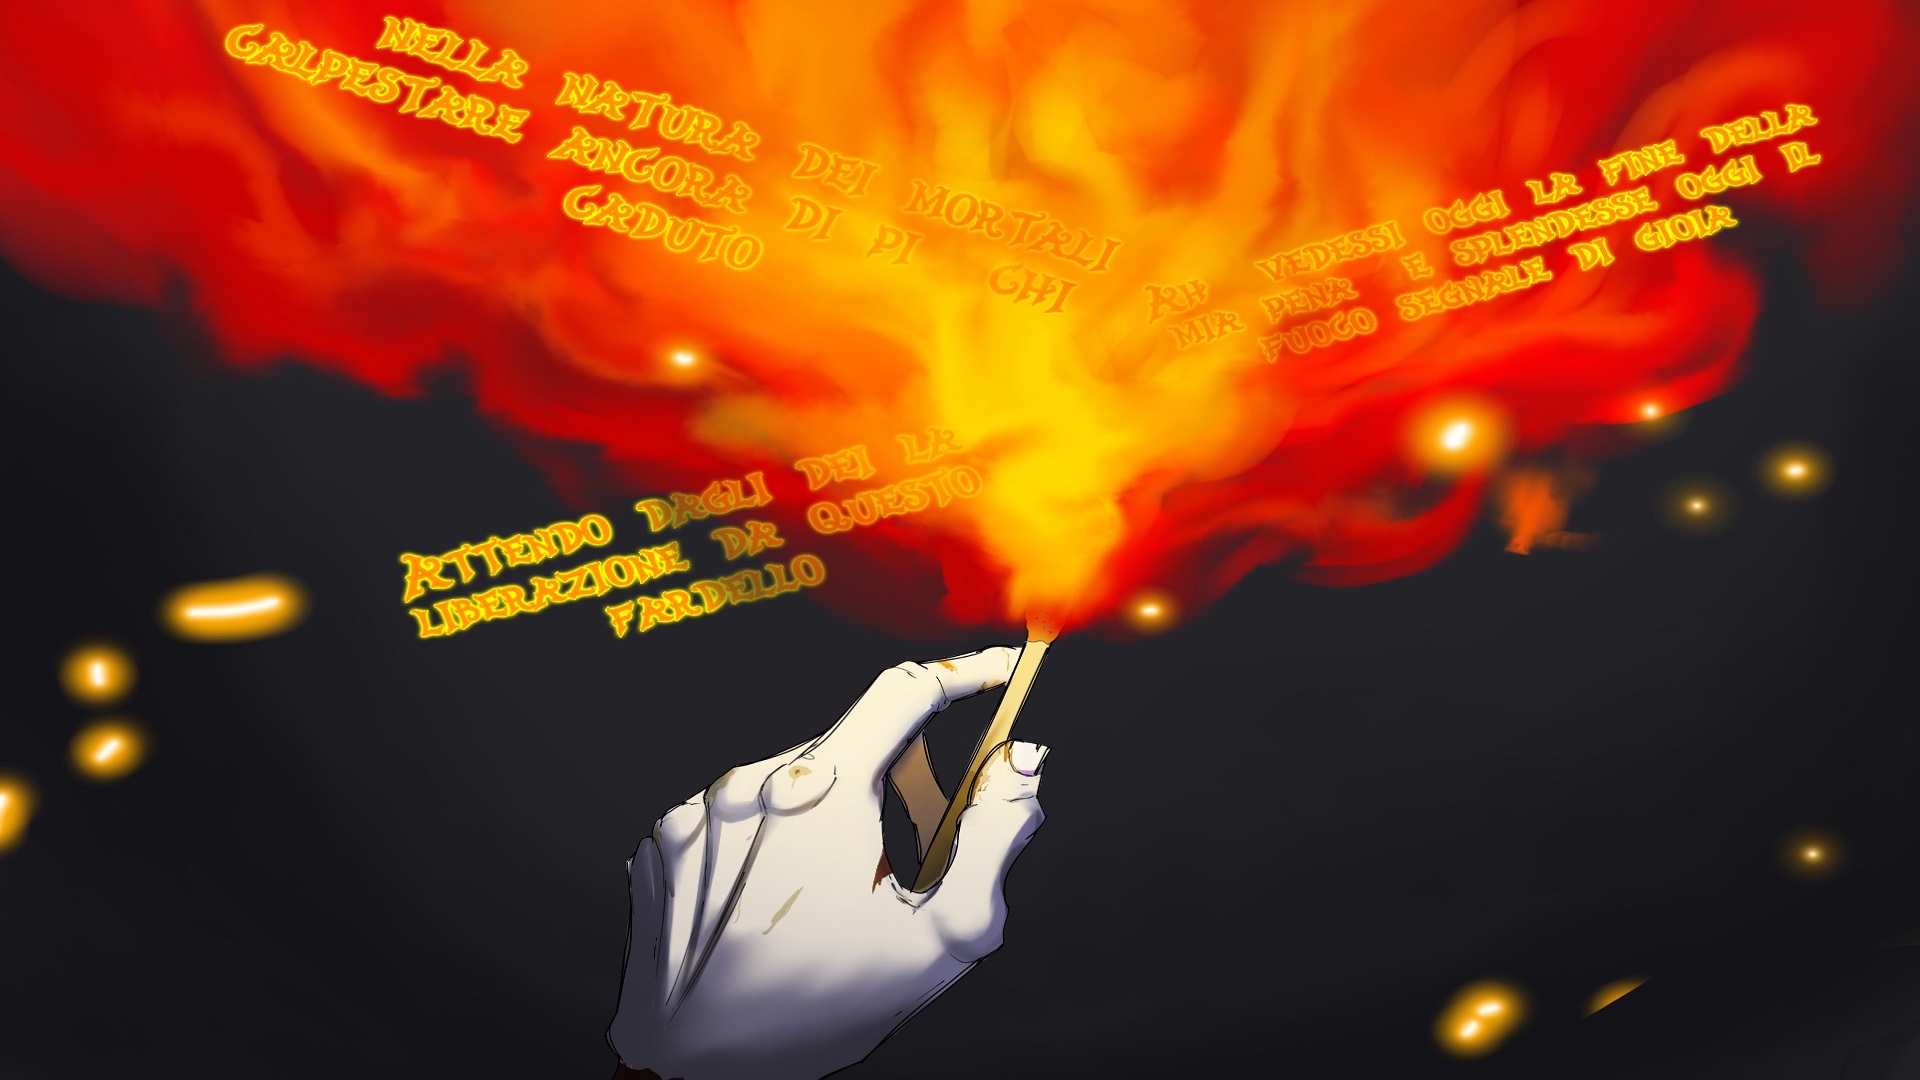 NELLA NATURA DEI MORTALI
CALPESTARE ANCORA DI PI CHI
CADUTO
AH VEDESSI OGGI LA FINE DELLA
MIA PENA E SPLENDESSE OGGI IL
FUOCO SEGNALE DI GIOIA
ATTENDO DAGLI DEI LA
LIBERAZIONE DA QUESTO
FARDELLO